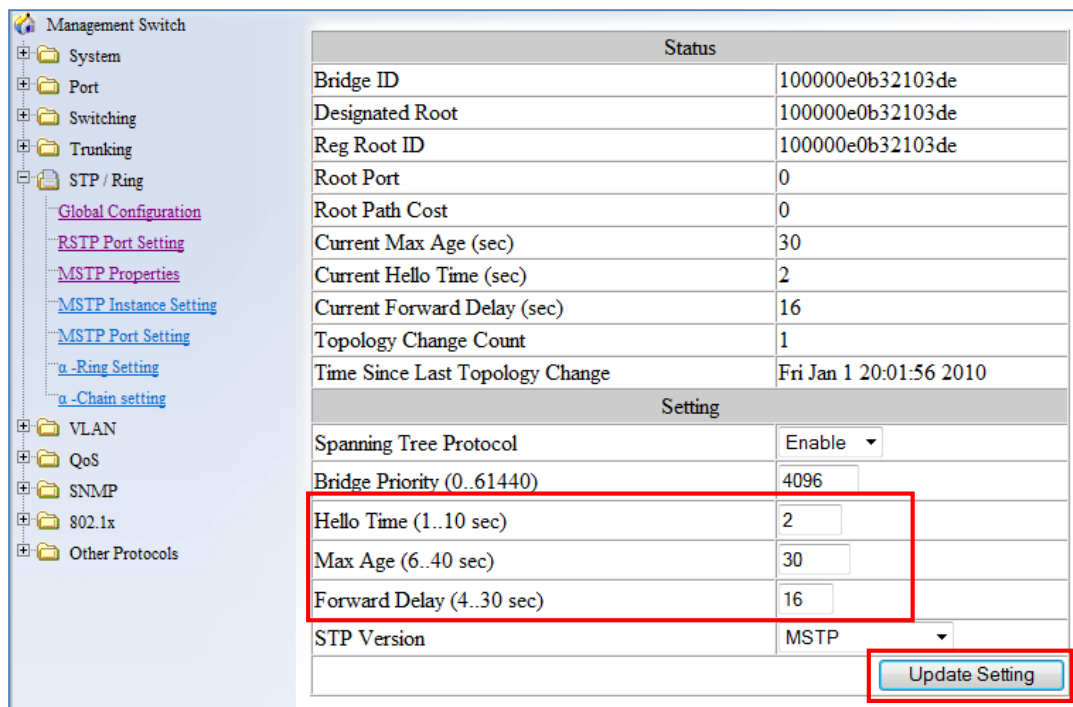 Management Switch
System
Port
Switching
Trunking
STP / Ring
Global Configuration
RSTP Port Setting
MSTP Properties
MSTP Instance Setting
MSTP Port Setting
α -Ring Setting
α -Chain setting
VLAN
QoS
SNMP
802.1x
Other Protocols
Status
Bridge ID 100000e0b32103de
Designated Root 100000e0b32103de
Reg Root ID 100000e0b32103de
Root Port 0
Root Path Cost 0
Current Max Age (sec) 30
Current Hello Time (sec) 2
Current Forward Delay (sec) 16
Topology Change Count 1
Time Since Last Topology Change Fri Jan 1 20:01:56 2010
Setting
Spanning Tree Protocol Enable
Bridge Priority (0..61440) 4096
Hello Time (1..10 sec) 2
Max Age (6..40 sec) 30
Forward Delay (4..30 sec) 16
STP Version MSTP
Update Setting